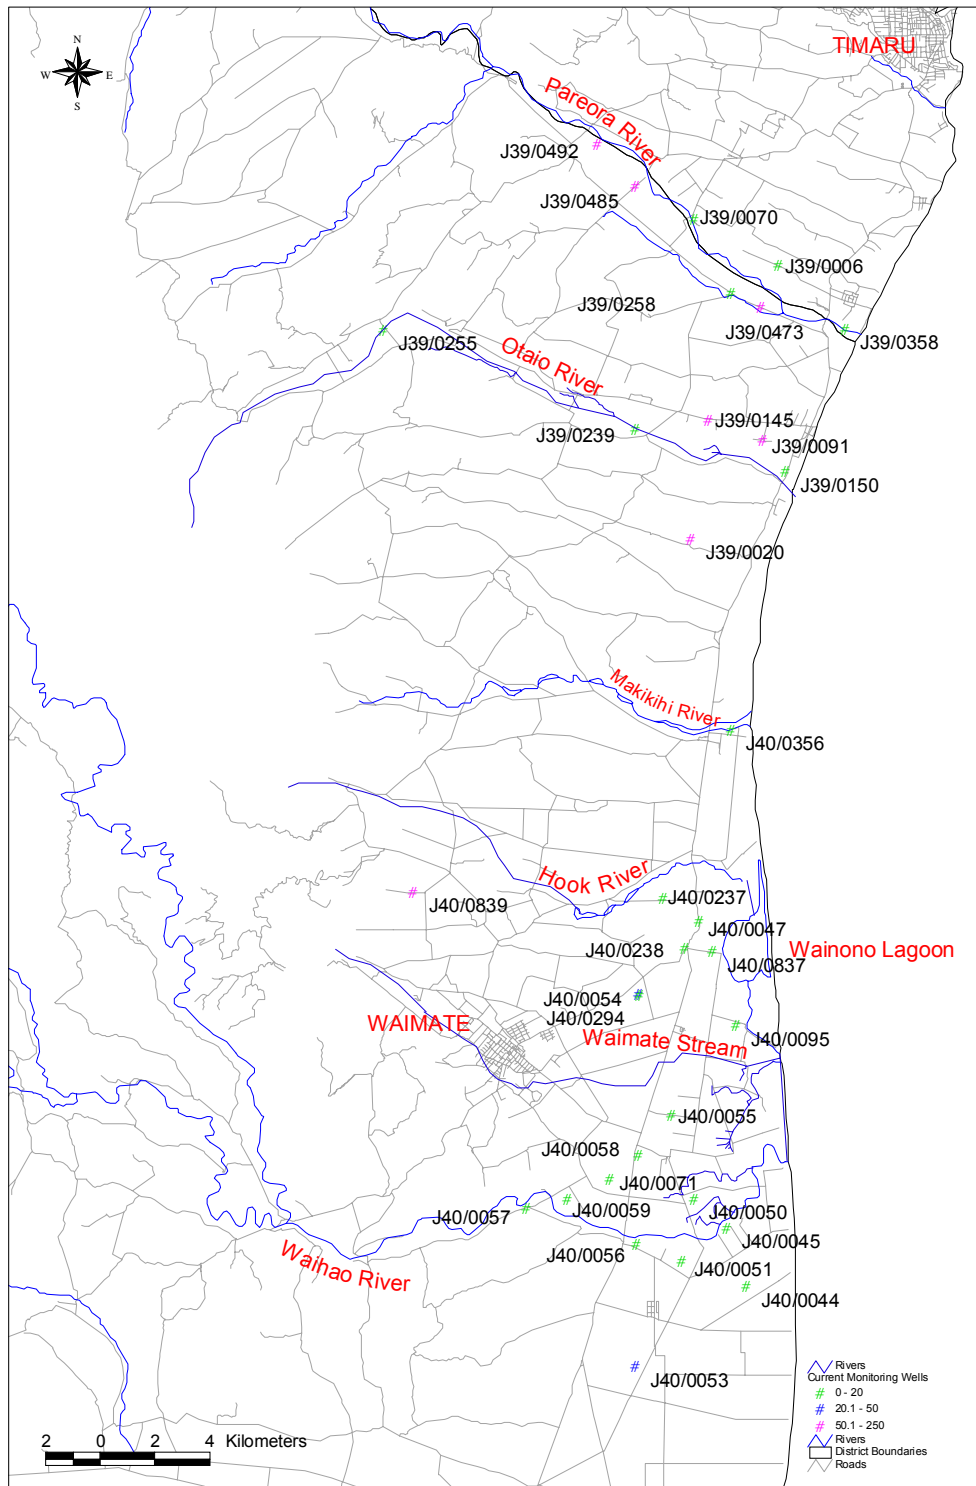 TIMARU
N
W E
S
Pareora River
J39/0492
J39/0485
J39/0070
J39/0006
J39/0258
J39/0473
J39/0358
J39/0255
Otaio River
J39/0145
J39/0239
J39/0091
J39/0150
J39/0020
Makikihi River
J40/0356
Hook River
J40/0237
J40/0839
J40/0047
J40/0238
Wainono Lagoon
J40/0837
J40/0054
J40/0294
WAIMATE
Waimate Stream
J40/0095
J40/0055
J40/0058
J40/0071
J40/0059
J40/0057
J40/0050
J40/0045
J40/0056
Waihao River
J40/0051
J40/0044
J40/0053
Rivers
Current Monitoring Wells
# 0 - 20
# 20.1 - 50
# 50.1 - 250
Rivers
District Boundaries
Roads
2 0 2 4 Kilometers